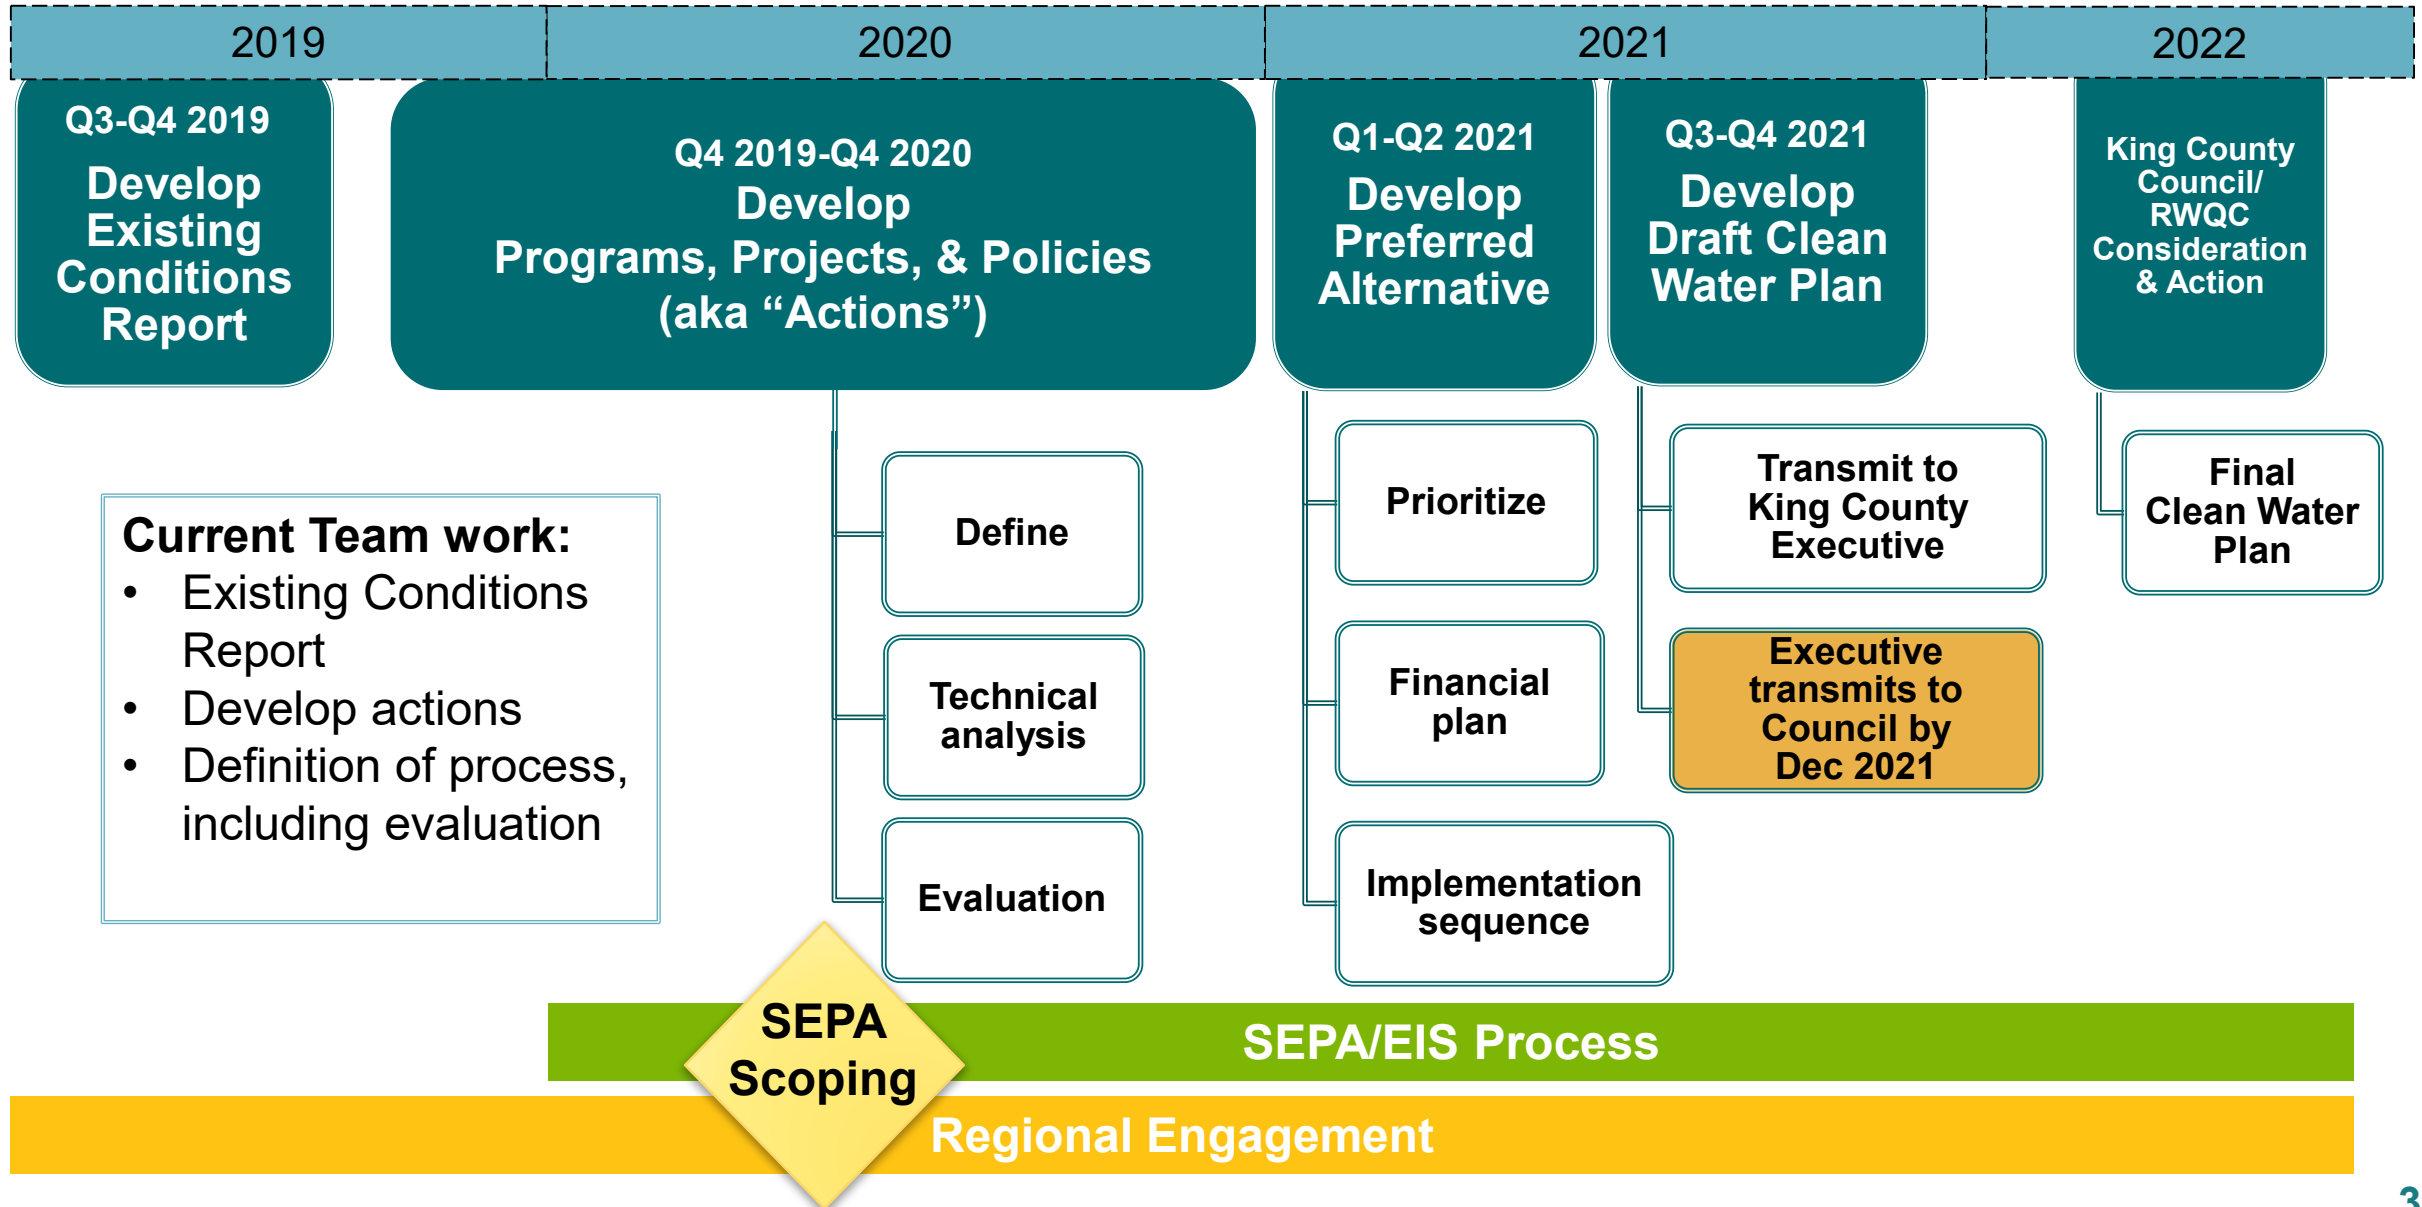 2019
2020
2021
2022
Q3-Q4 2019
Develop
Existing
Conditions
Report
Q4 2019-Q4 2020
Develop
Programs, Projects, & Policies
(aka “Actions”)
Q1-Q2 2021
Develop
Preferred
Alternative
Q3-Q4 2021
Develop
Draft Clean
Water Plan
King County
Council/
RWQC
Consideration
& Action
Current Team work:
• Existing Conditions
Report
• Develop actions
• Definition of process,
including evaluation
Define
Technical
analysis
Evaluation
Prioritize
Financial
plan
Implementation
sequence
Transmit to
King County
Executive
Executive
transmits to
Council by
Dec 2021
Final
Clean Water
Plan
SEPA
Scoping
SEPA/EIS Process
Regional Engagement
3